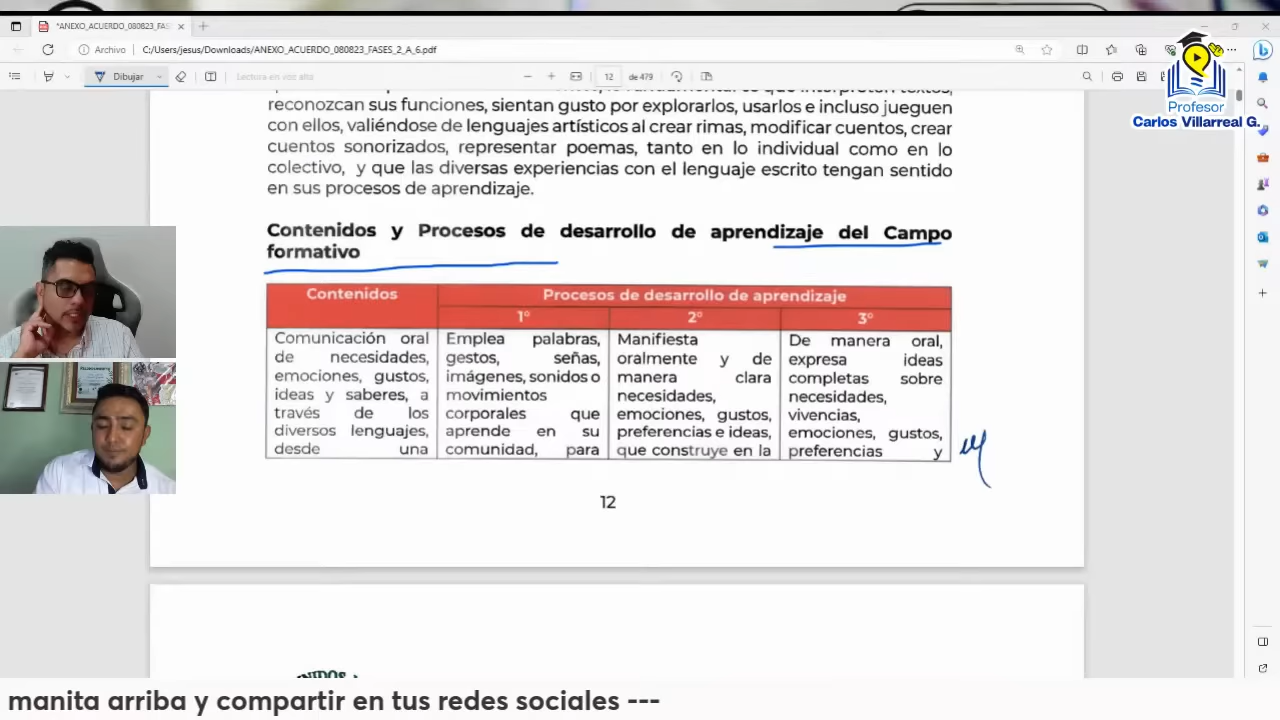 *ANEXO_ACUERDO_080823_FAS
Archivo
C:/Users/jesus/Downloads/ANEXO_ACUERDO_080823_FASES_2_A_6.pdf
Dibujar
Lectura en voz alta
12
de 479
Profesor
Carlos Villarreal G.
reconozcan sus funciones, sientan gusto por explorarlos, usarlos e incluso jueguen
con ellos, valiéndose de lenguajes artísticos al crear rimas, modificar cuentos, crear
cuentos sonorizados, representar poemas, tanto en lo individual como en lo
colectivo, y que las diversas experiencias con el lenguaje escrito tengan sentido
en sus procesos de aprendizaje.
Contenidos y Procesos de desarrollo de aprendizaje del Campo
formativo
Contenidos
Procesos de desarrollo de aprendizaje
1°
2°
3°
Comunicación oral
de necesidades,
emociones, gustos,
ideas y saberes, a
través de los
diversos lenguajes,
desde una
Emplea palabras,
gestos, señas,
imágenes, sonidos o
movimientos
corporales que
aprende en su
comunidad, para
Manifiesta
oralmente y de
manera clara
necesidades,
emociones, gustos,
preferencias e ideas,
que construye en la
De manera oral,
expresa ideas
completas sobre
necesidades,
vivencias,
emociones, gustos,
preferencias y
12
manita arriba y compartir en tus redes sociales ---